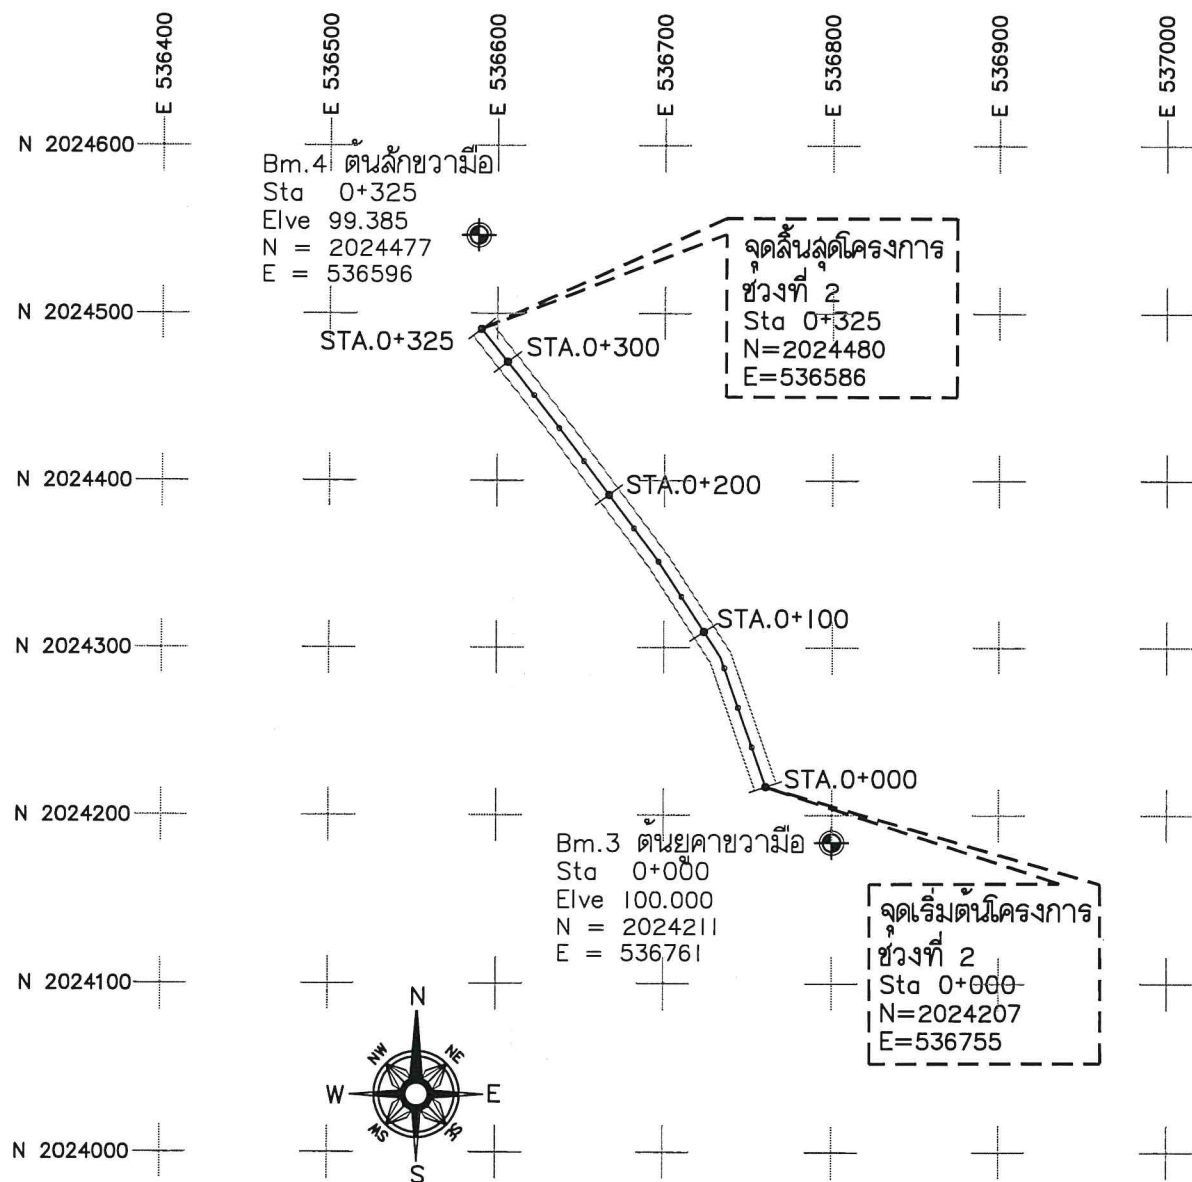 E 536400
E 536500
E 536600
E 536700
E 536800
E 536900
E 537000
N 2024600
Bm.4 ต้นลักขวามือ
Sta 0+325
Elve 99.385
N = 2024477
E = 536596
จุดสิ้นสุดโครงการ
ช่วงที่ 2
Sta 0+325
N=2024480
E=536586
N 2024500
STA.0+325
STA.0+300
N 2024400
STA.0+200
STA.0+100
N 2024300
STA.0+000
N 2024200
Bm.3 ต้นยูคาขวามือ
Sta 0+000
Elve 100.000
N = 2024211
E = 536761
จุดเริ่มต้นโครงการ
ช่วงที่ 2
Sta 0+000
N=2024207
E=536755
N 2024100
N
NW
NE
W
E
SW
SE
S
N 2024000